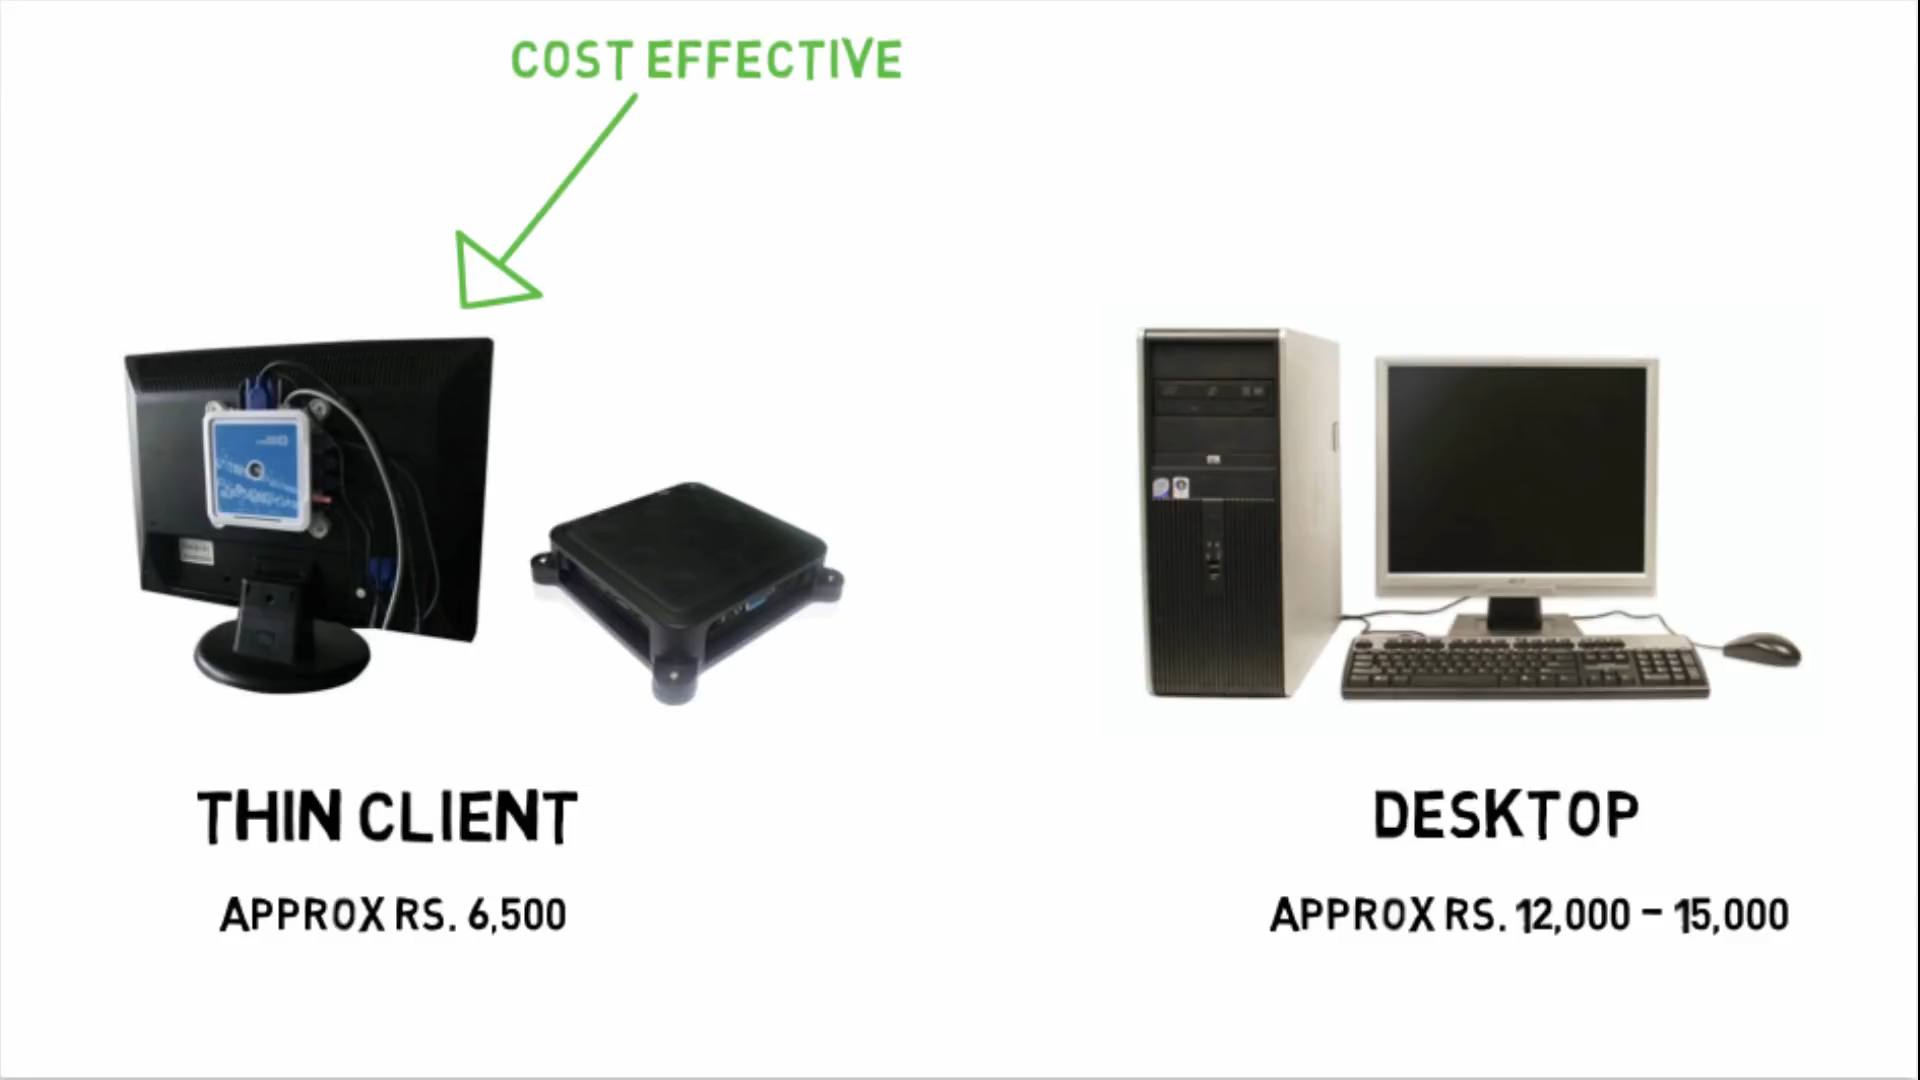 COST EFFECTIVE
THIN CLIENT
APPROX RS. 6,500
DESKTOP
APPROX RS. 12,000 - 15,000